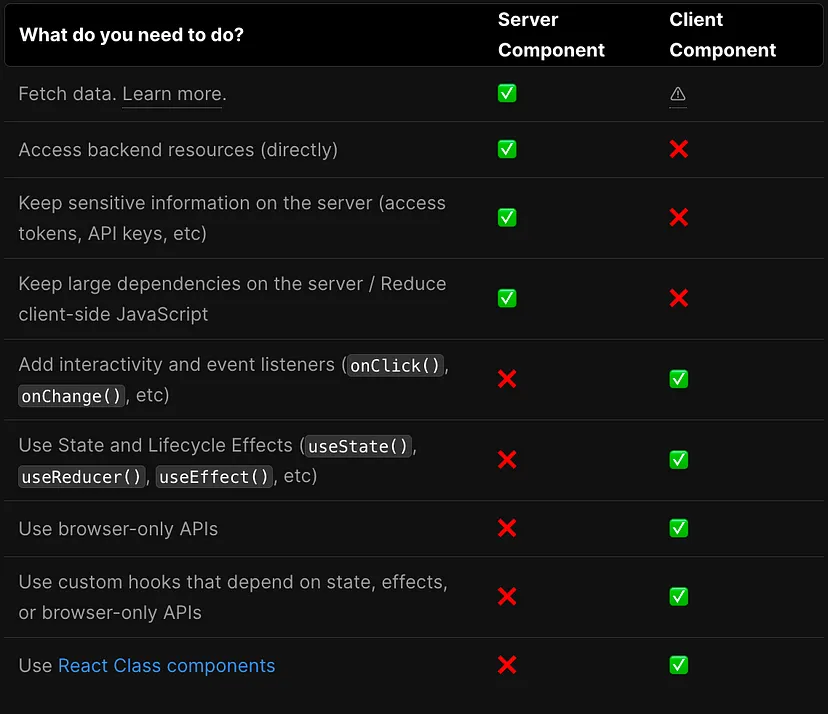 What do you need to do?
Server
Component
Client
Component
Fetch data. Learn more.
Access backend resources (directly)
Keep sensitive information on the server (access
tokens, API keys, etc)
Keep large dependencies on the server / Reduce
client-side JavaScript
Add interactivity and event listeners (onClick(),
onChange(), etc)
Use State and Lifecycle Effects (useState(),
useReducer(), useEffect(), etc)
Use browser-only APIs
Use custom hooks that depend on state, effects,
or browser-only APIs
Use React Class components